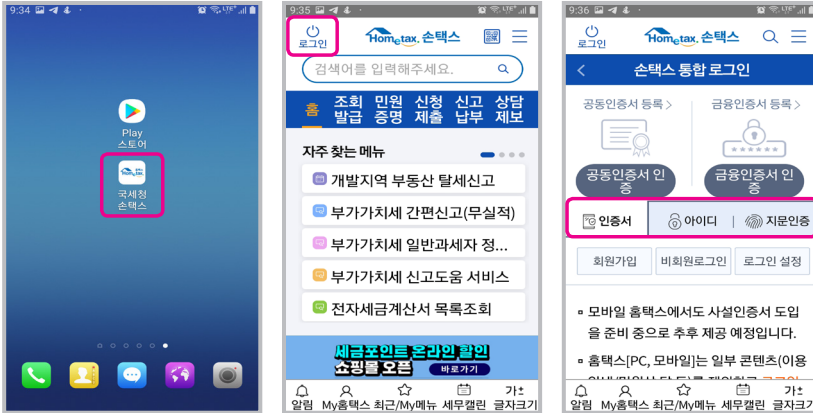 9:34
LTE+
Play
스토어
Hometax.
국세청
손택스
9:35
LTE+
로그인
Hometax. 손택스
검색어를 입력해주세요.
홈
조회 발급
민원 증명
신청 제출
신고 납부
상담 제보
자주 찾는 메뉴
개발지역 부동산 탈세신고
부가가치세 간편신고(무실적)
부가가치세 일반과세자 정...
부가가치세 신고도움 서비스
전자세금계산서 목록조회
세금포인트 온라인 할인
쇼핑몰 오픈 바로가기
알림 My홈택스 최근/My메뉴 세무캘린 글자크기
가±
9:36
LTE+
로그인
Hometax. 손택스
< 손택스 통합 로그인
공동인증서 등록 > 금융인증서 등록 >
******
공동인증서 인
증
금융인증서 인
증
인증서 아이디 | 지문인증
회원가입 비회원로그인 로그인 설정
모바일 홈택스에서도 사설인증서 도입
을 준비 중으로 추후 제공 예정입니다.
홈택스[PC, 모바일]는 일부 콘텐츠(이용
가±
알림 My홈택스 최근/My메뉴 세무캘린 글자크기